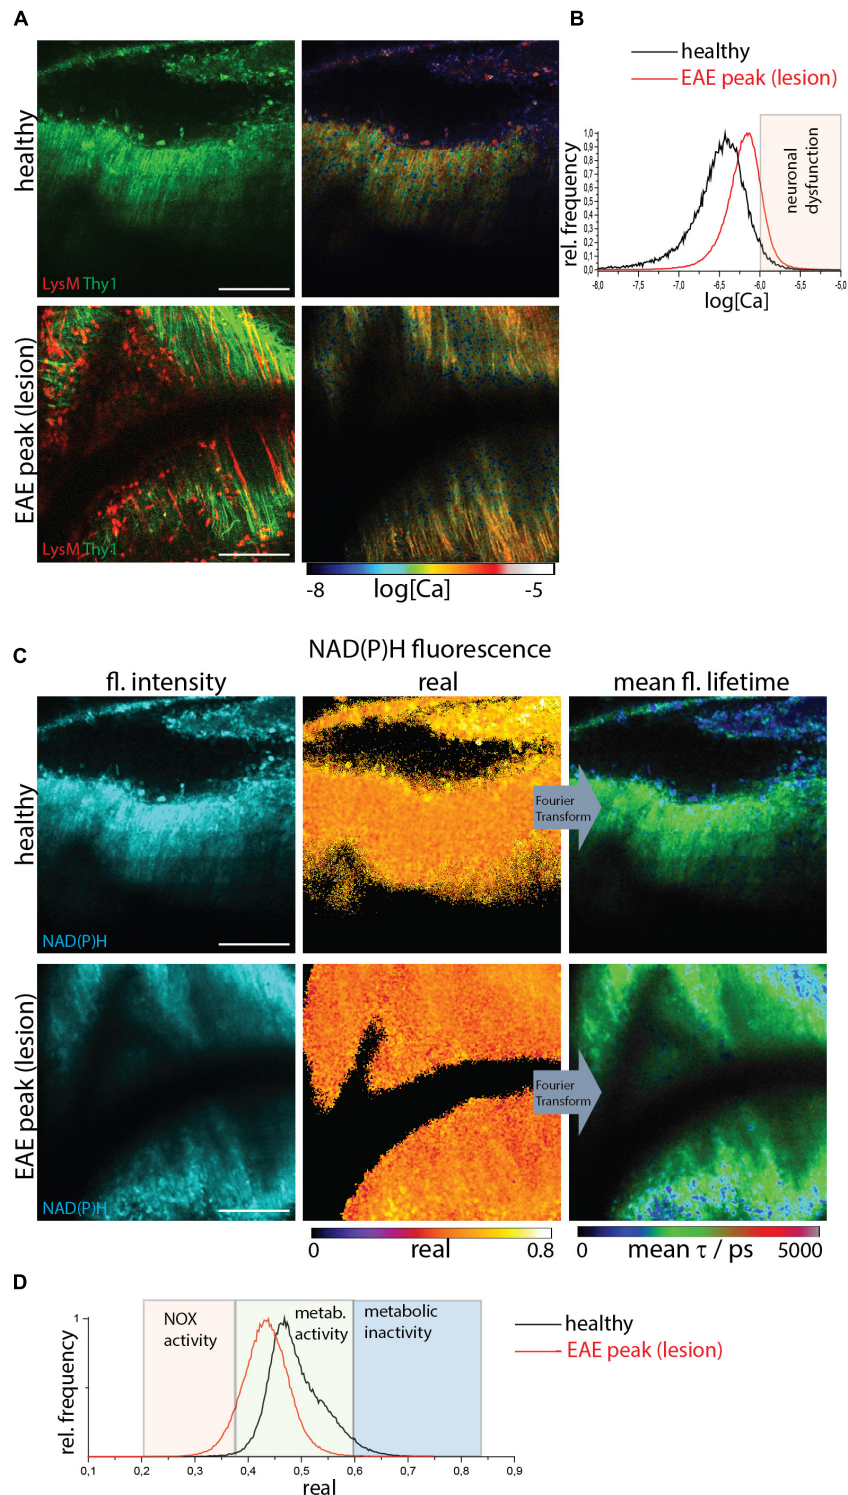 A
B
healthy
LysM Thy1
EAE peak (lesion)
LysM Thy1
-8
log[Ca]
-5
healthy
EAE peak (lesion)
neuronal
dysfunction
rel. frequency
1,0
0,9
0,8
0,7
0,6
0,5
0,4
0,3
0,2
0,1
0,0
-8,0
-7,5
-7,0
-6,5
-6,0
-5,5
-5,0
log[Ca]
C
NAD(P)H fluorescence
fl. intensity
real
mean fl. lifetime
healthy
NAD(P)H
Fourier
Transform
EAE peak (lesion)
NAD(P)H
Fourier
Transform
0
real
0.8
0
mean τ / ps
5000
D
rel. frequency
1
NOX
activity
metab.
activity
metabolic
inactivity
healthy
EAE peak (lesion)
0,1
0,2
0,3
0,4
0,5
0,6
0,7
0,8
0,9
real